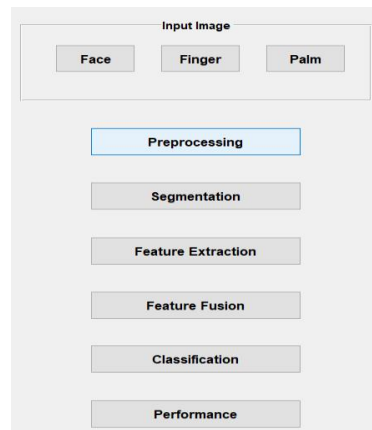 Input Image
Face Finger Palm
Preprocessing
Segmentation
Feature Extraction
Feature Fusion
Classification
Performance